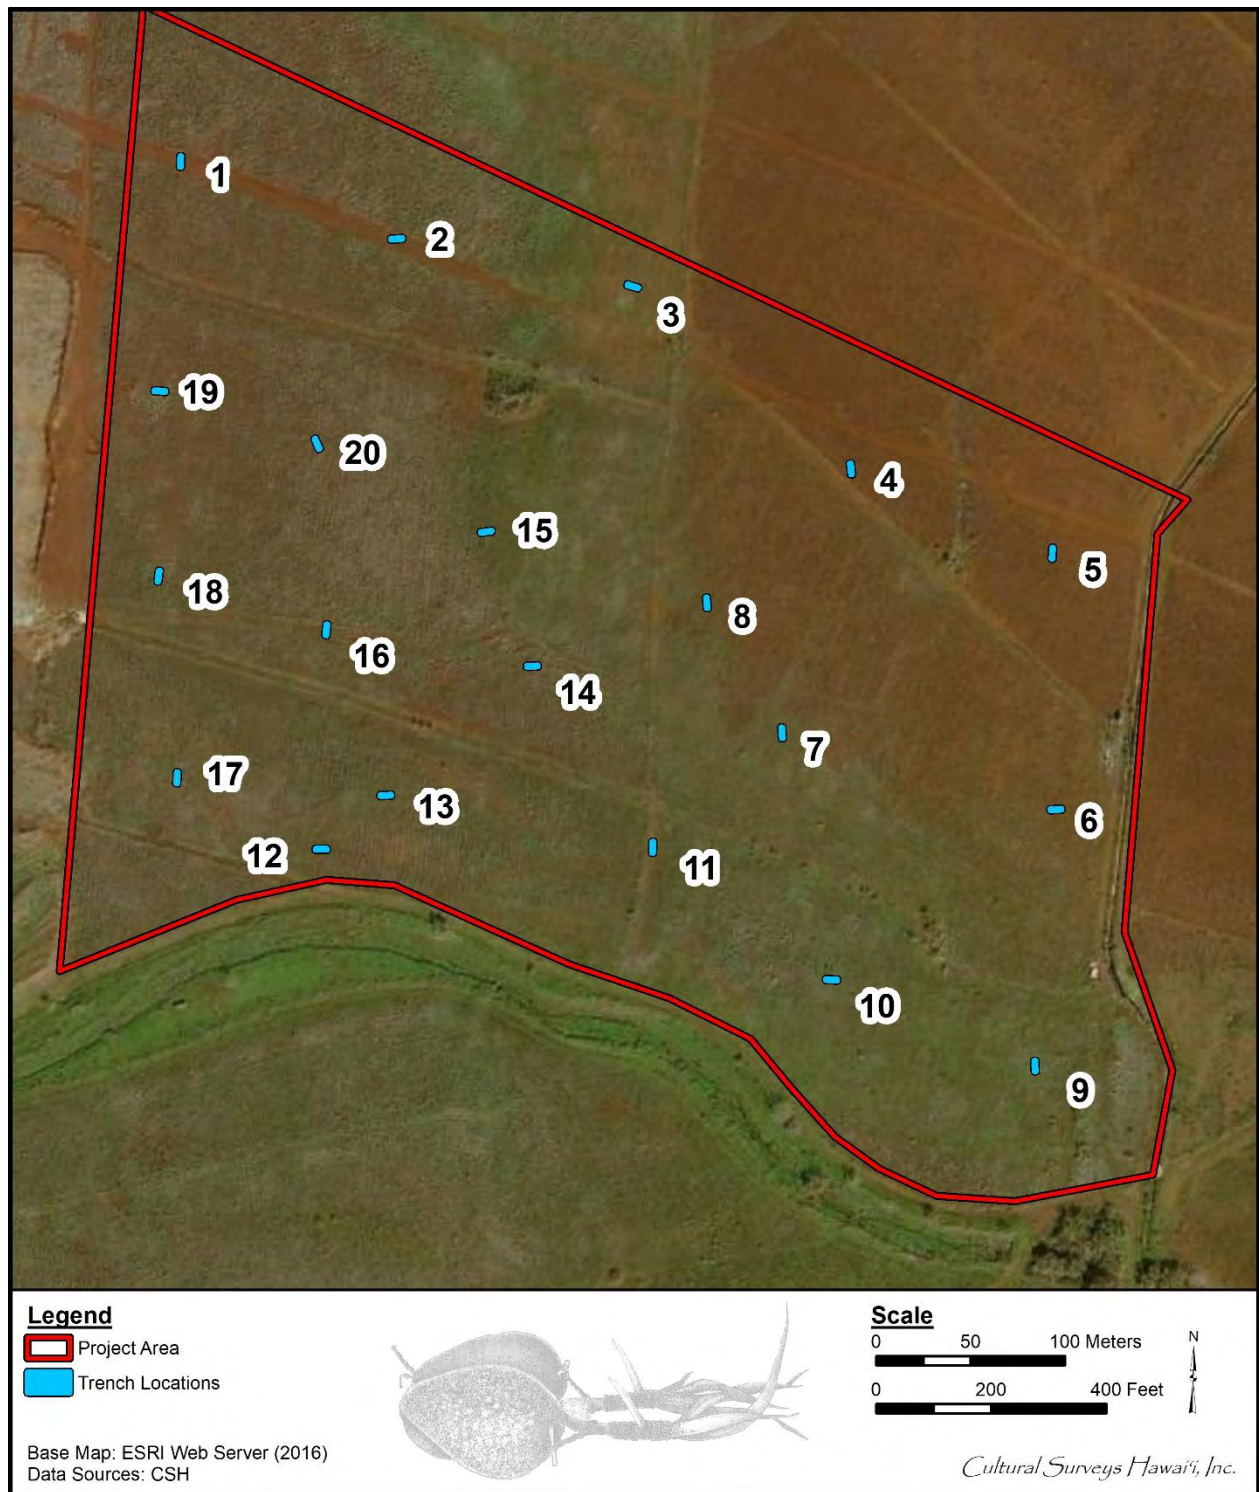 1
2
3
19
20
4
15
5
18
8
16
14
7
17
13
6
12
11
10
9
Legend
Project Area
Trench Locations
Scale
0 50 100 Meters
0 200 400 Feet
N
Base Map: ESRI Web Server (2016)
Data Sources: CSH
Cultural Surveys Hawaiʻi, Inc.